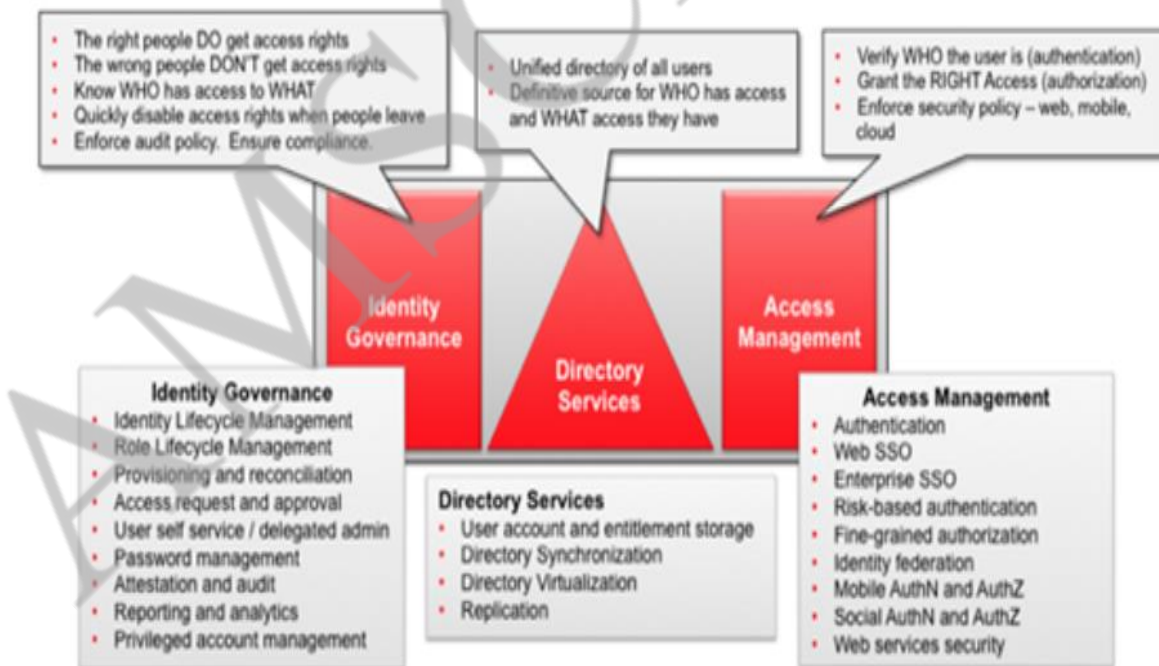 • The right people DO get access rights
• The wrong people DON'T get access rights
• Know WHO has access to WHAT
• Quickly disable access rights when people leave
• Enforce audit policy. Ensure compliance.
• Unified directory of all users
• Definitive source for WHO has access
and WHAT access they have
• Verify WHO the user is (authentication)
• Grant the RIGHT Access (authorization)
• Enforce security policy – web, mobile,
cloud
Identity
Governance
Directory
Services
Access
Management
Identity Governance
• Identity Lifecycle Management
• Role Lifecycle Management
• Provisioning and reconciliation
• Access request and approval
• User self service / delegated admin
• Password management
• Attestation and audit
• Reporting and analytics
• Privileged account management
Directory Services
• User account and entitlement storage
• Directory Synchronization
• Directory Virtualization
• Replication
Access Management
• Authentication
• Web SSO
• Enterprise SSO
• Risk-based authentication
• Fine-grained authorization
• Identity federation
• Mobile AuthN and AuthZ
• Social AuthN and AuthZ
• Web services security